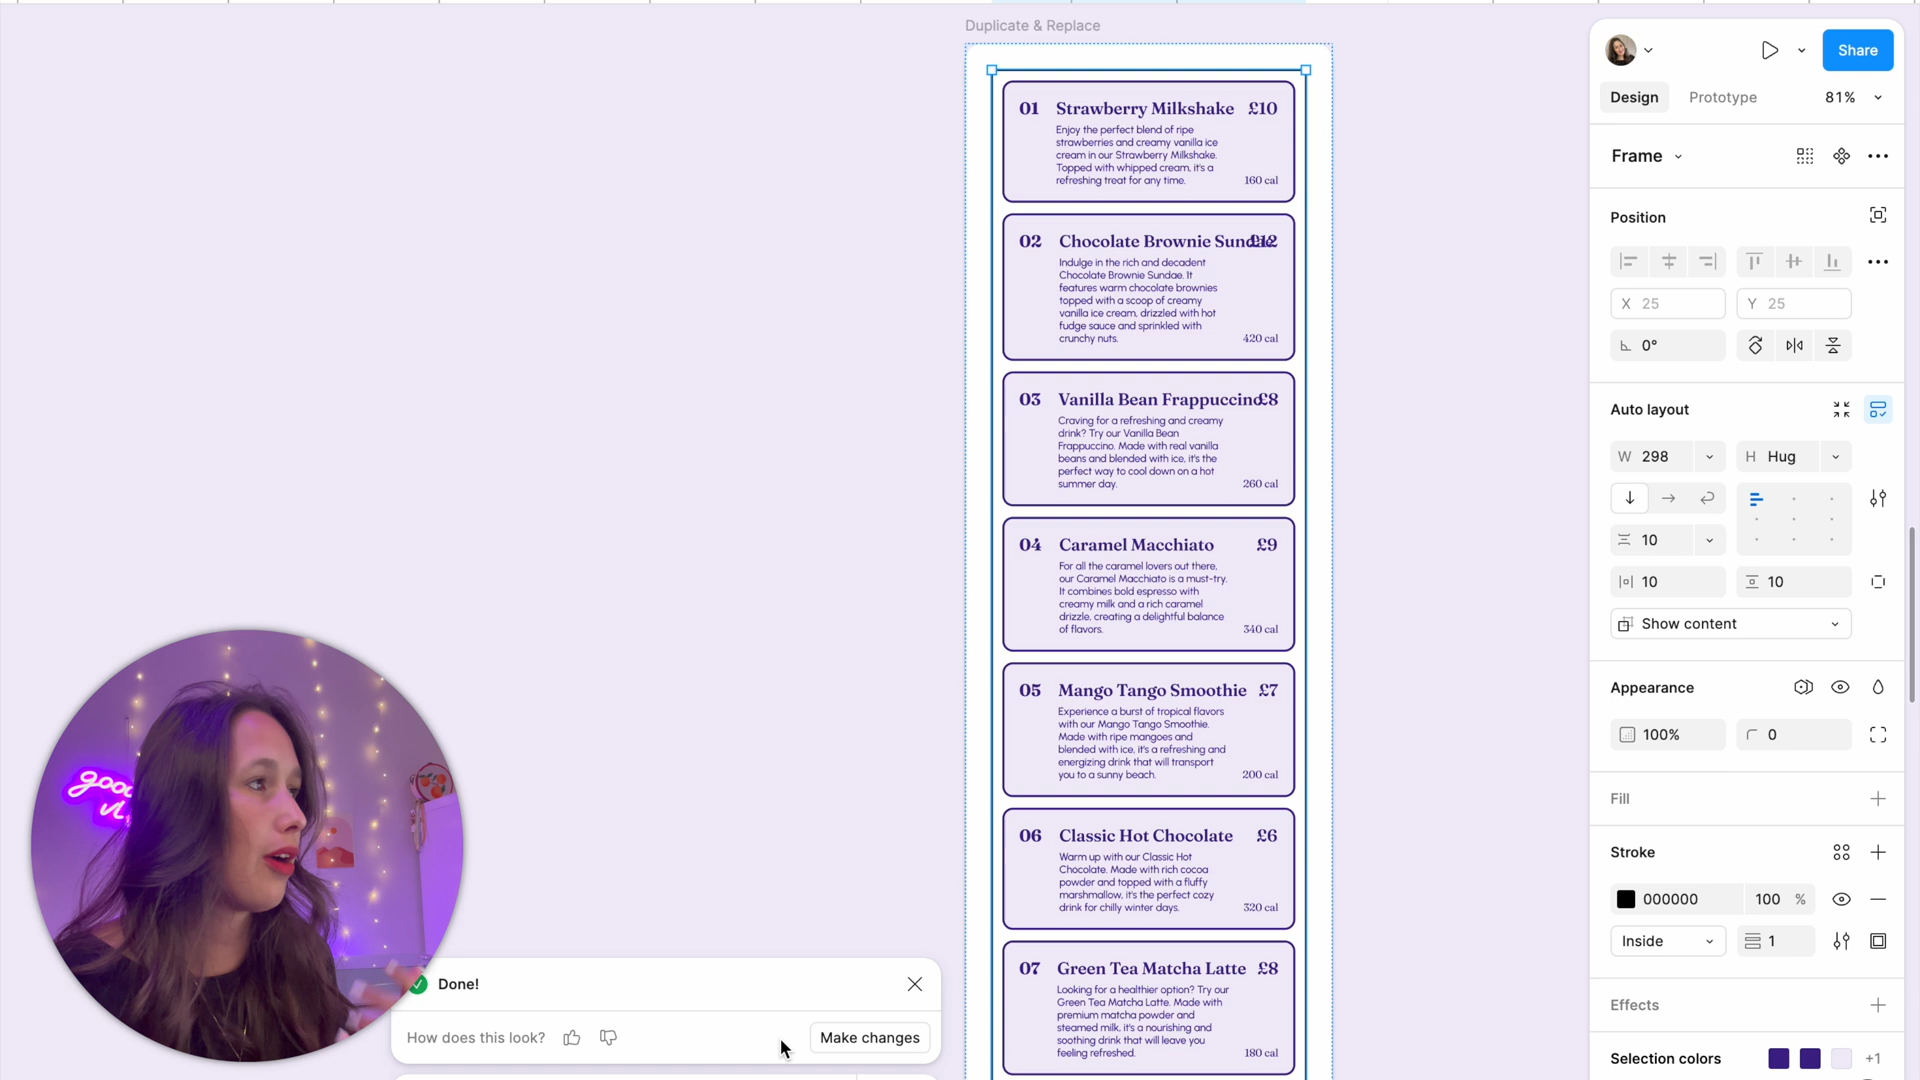 Duplicate & Replace
01 Strawberry Milkshake £10
Enjoy the perfect blend of ripe
strawberries and creamy vanilla ice
cream in our Strawberry Milkshake.
Topped with whipped cream, it's a
refreshing treat for any time.
160 cal
02 Chocolate Brownie Sundae £12
Indulge in the rich and decadent
Chocolate Brownie Sundae. It
features warm chocolate brownies
topped with a scoop of creamy
vanilla ice cream, drizzled with hot
fudge sauce and sprinkled with
crunchy nuts.
420 cal
03 Vanilla Bean Frappuccino £8
Craving for a refreshing and creamy
drink? Try our Vanilla Bean
Frappuccino. Made with real vanilla
beans and blended with ice, it's the
perfect way to cool down on a hot
summer day.
260 cal
04 Caramel Macchiato £9
For all the caramel lovers out there,
our Caramel Macchiato is a must-try.
It combines bold espresso with
creamy milk and a rich caramel
drizzle, creating a delightful balance
of flavors.
340 cal
05 Mango Tango Smoothie £7
Experience a burst of tropical flavors
with our Mango Tango Smoothie.
Made with ripe mangoes and
blended with ice, it's a refreshing and
energizing drink that will transport
you to a sunny beach.
200 cal
06 Classic Hot Chocolate £6
Warm up with our Classic Hot
Chocolate. Made with rich cocoa
powder and topped with a fluffy
marshmallow, it's the perfect cozy
drink for chilly winter days.
320 cal
07 Green Tea Matcha Latte £8
Looking for a healthier option? Try our
Green Tea Matcha Latte. Made with
premium matcha powder and
steamed milk, it's a nourishing and
soothing drink that will leave you
feeling refreshed.
180 cal
good
Done!
How does this look?
Make changes
Share
Design Prototype 81%
Frame
Position
X 25 Y 25
0°
Auto layout
W 298 H Hug
10
10 10
Show content
Appearance
100% 0
Fill
Stroke
000000 100 %
Inside 1
Effects
Selection colors +1